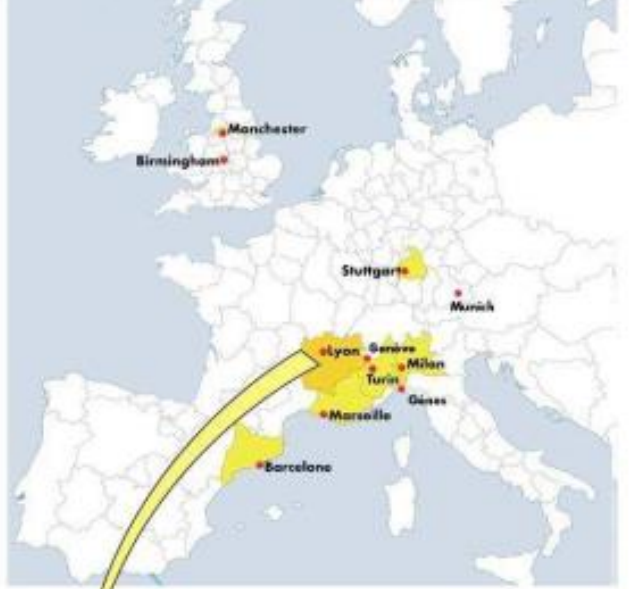 Manchester
Birmingham
Stuttgart
Munich
Lyon
Genève
Milan
Turin
Gênes
Marseille
Barcelone